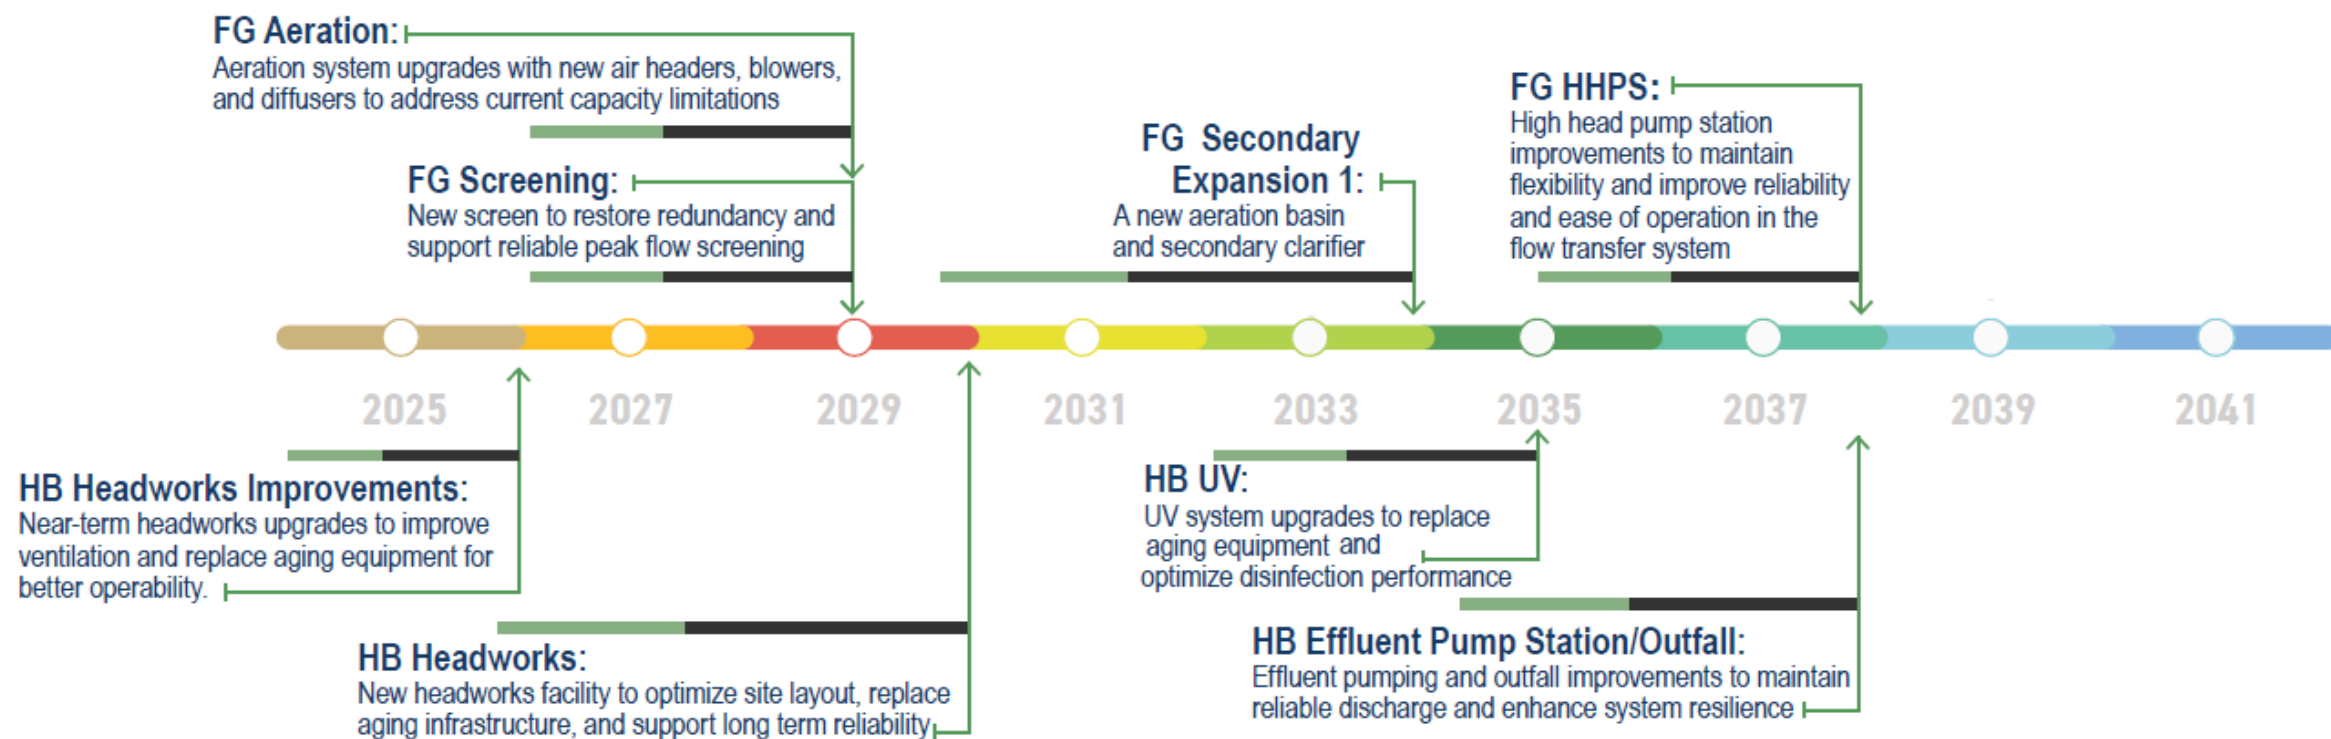 FG Aeration:
Aeration system upgrades with new air headers, blowers,
and diffusers to address current capacity limitations
FG Screening:
New screen to restore redundancy and
support reliable peak flow screening
FG  Secondary
Expansion 1:
A new aeration basin
and secondary clarifier
FG HHPS:
High head pump station
improvements to maintain
flexibility and improve reliability
and ease of operation in the
flow transfer system
2025
2027
2029
2031
2033
2035
2037
2039
2041
HB Headworks Improvements:
Near-term headworks upgrades to improve
ventilation and replace aging equipment for
better operability.
HB Headworks:
New headworks facility to optimize site layout, replace
aging infrastructure, and support long term reliability
HB UV:
UV system upgrades to replace
aging equipment and
optimize disinfection performance
HB Effluent Pump Station/Outfall:
Effluent pumping and outfall improvements to maintain
reliable discharge and enhance system resilience